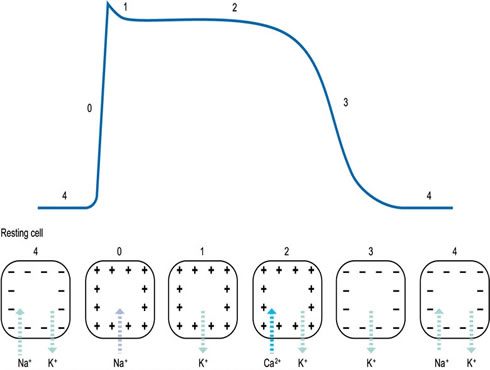 1 2
0
3
4 4
Resting cell
4 0 1 2 3 4
Na⁺ K⁺ Na⁺ K⁺ Ca²⁺ K⁺ K⁺ Na⁺ K⁺